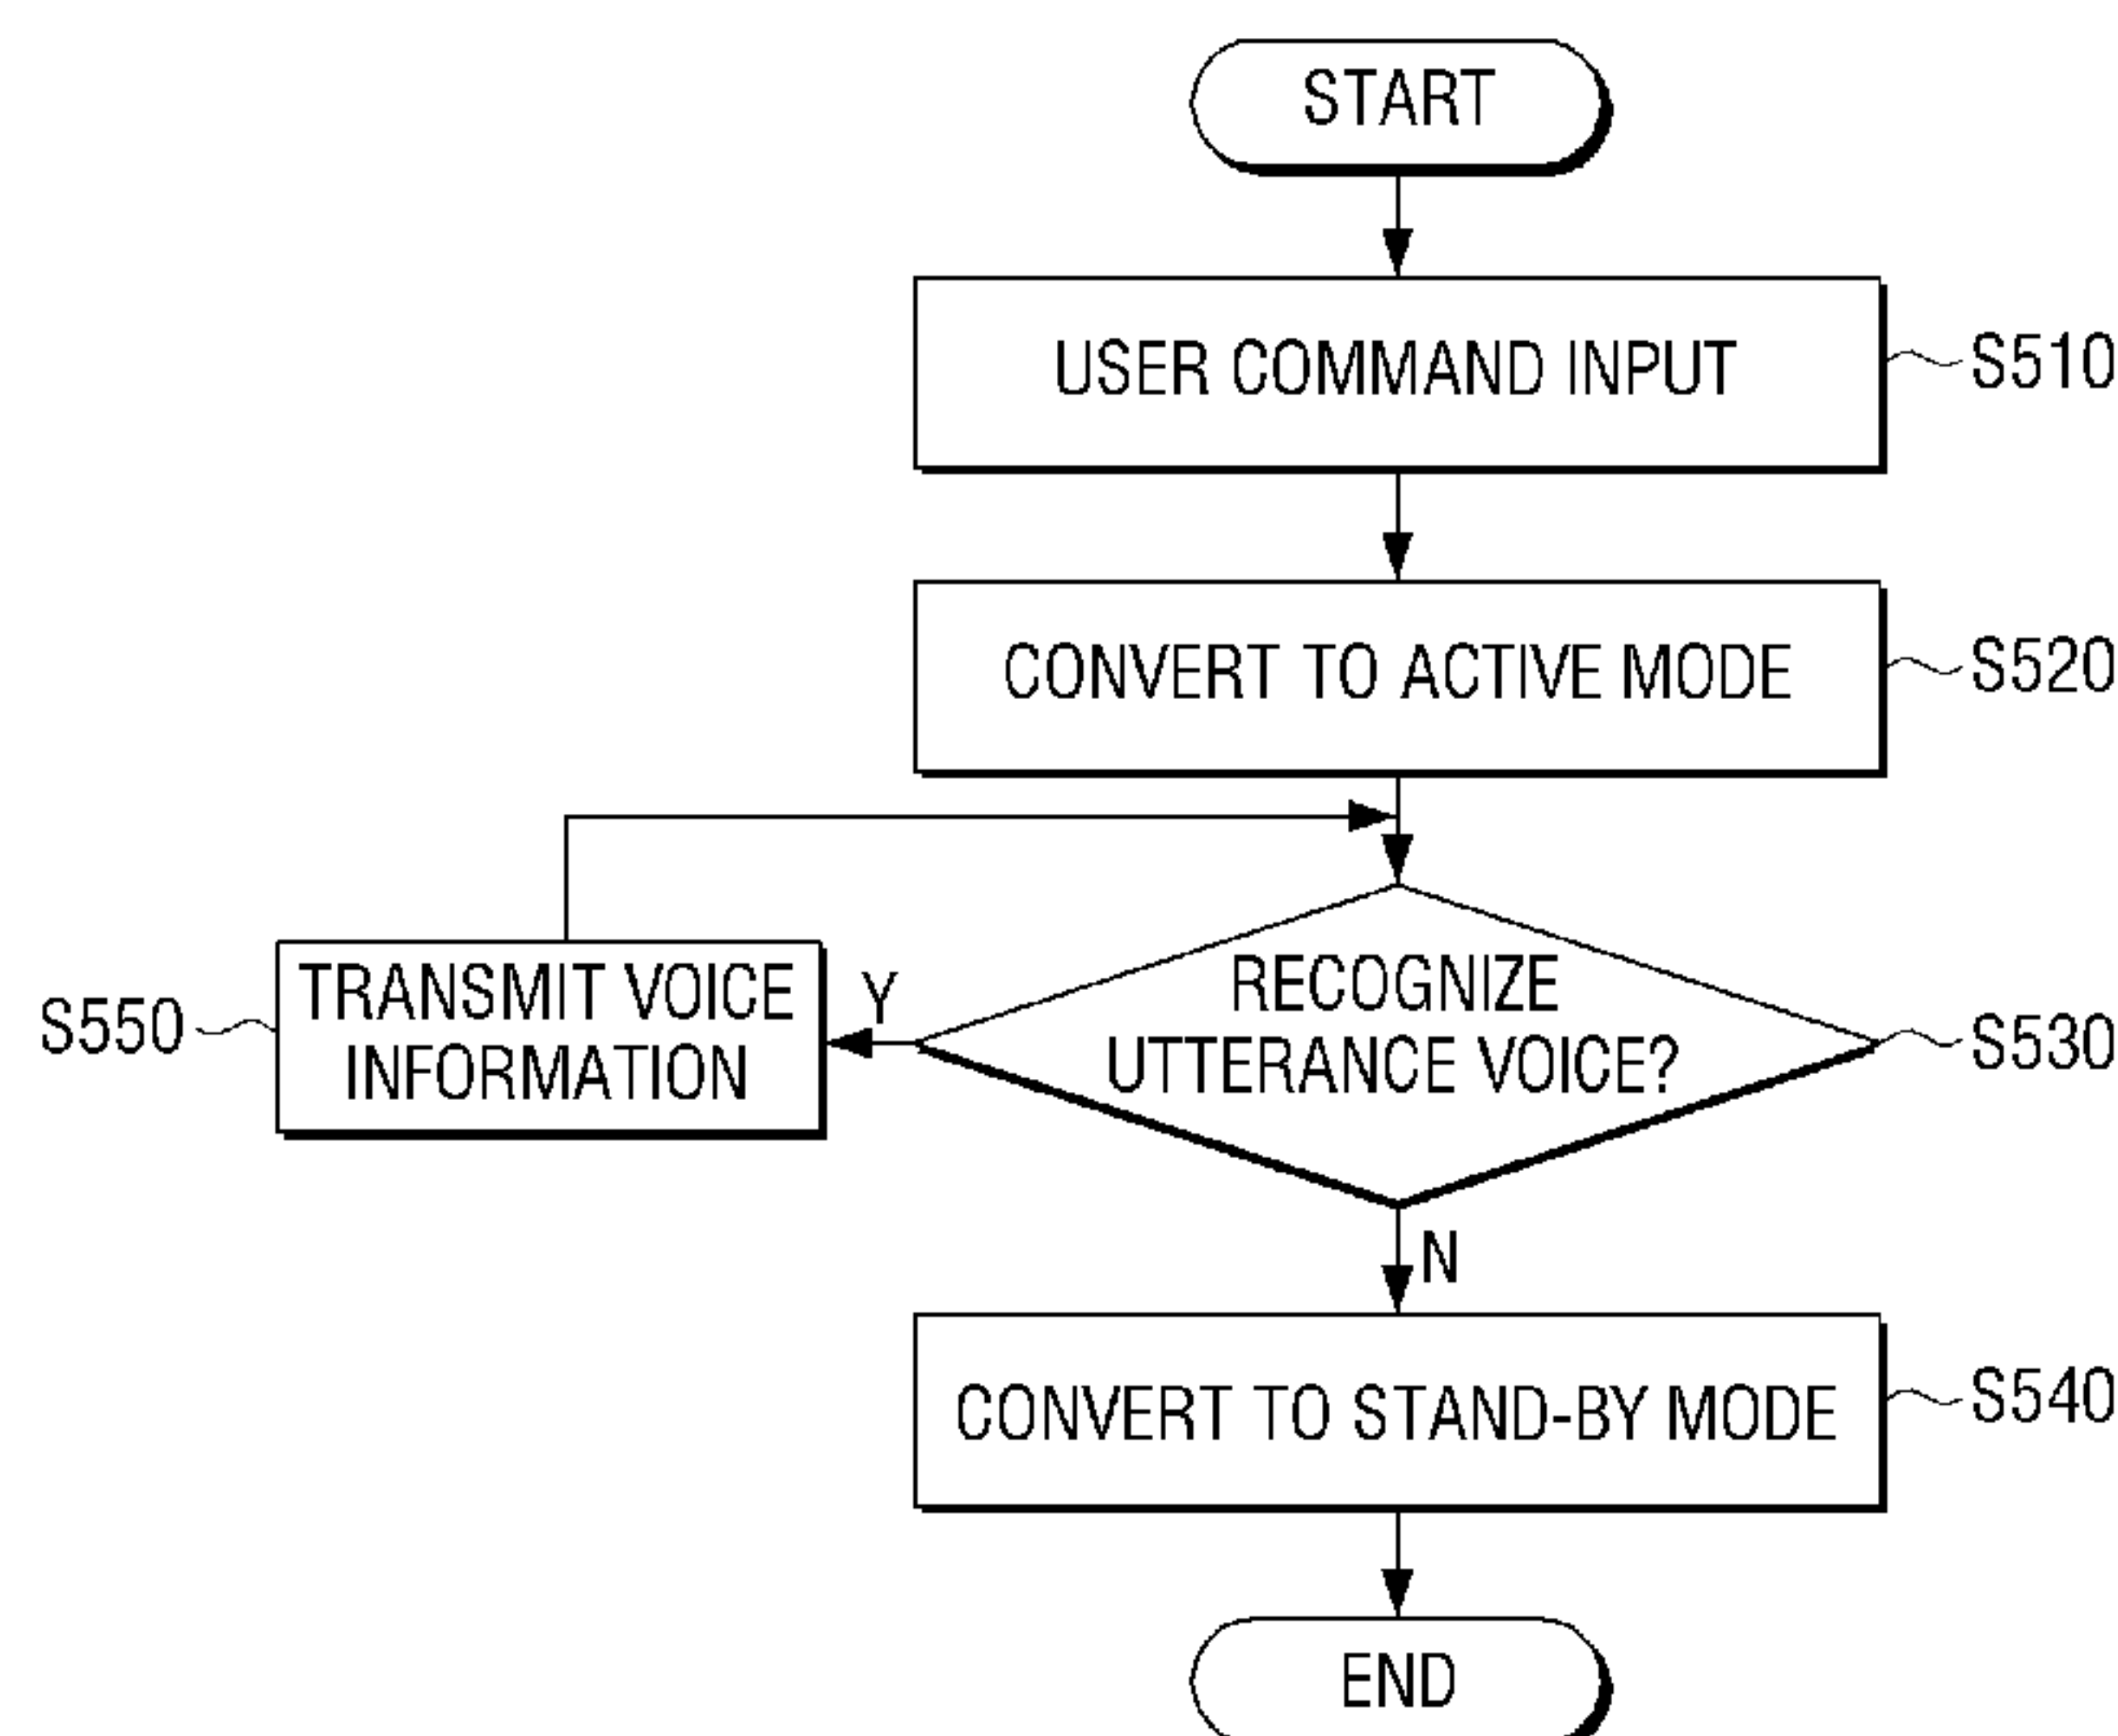 START
USER COMMAND INPUT
S510
CONVERT TO ACTIVE MODE
S520
TRANSMIT VOICE
INFORMATION
S550
Y
RECOGNIZE
UTTERANCE VOICE?
S530
N
CONVERT TO STAND-BY MODE
S540
END